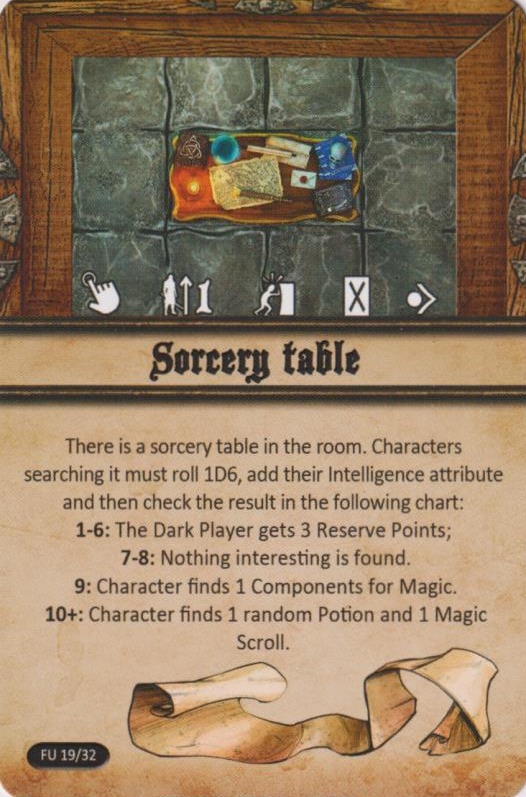 Sorcery table
There is a sorcery table in the room. Characters
searching it must roll 1D6, add their Intelligence attribute
and then check the result in the following chart:
1-6: The Dark Player gets 3 Reserve Points;
7-8: Nothing interesting is found.
9: Character finds 1 Components for Magic.
10+: Character finds 1 random Potion and 1 Magic
Scroll.
FU 19/32